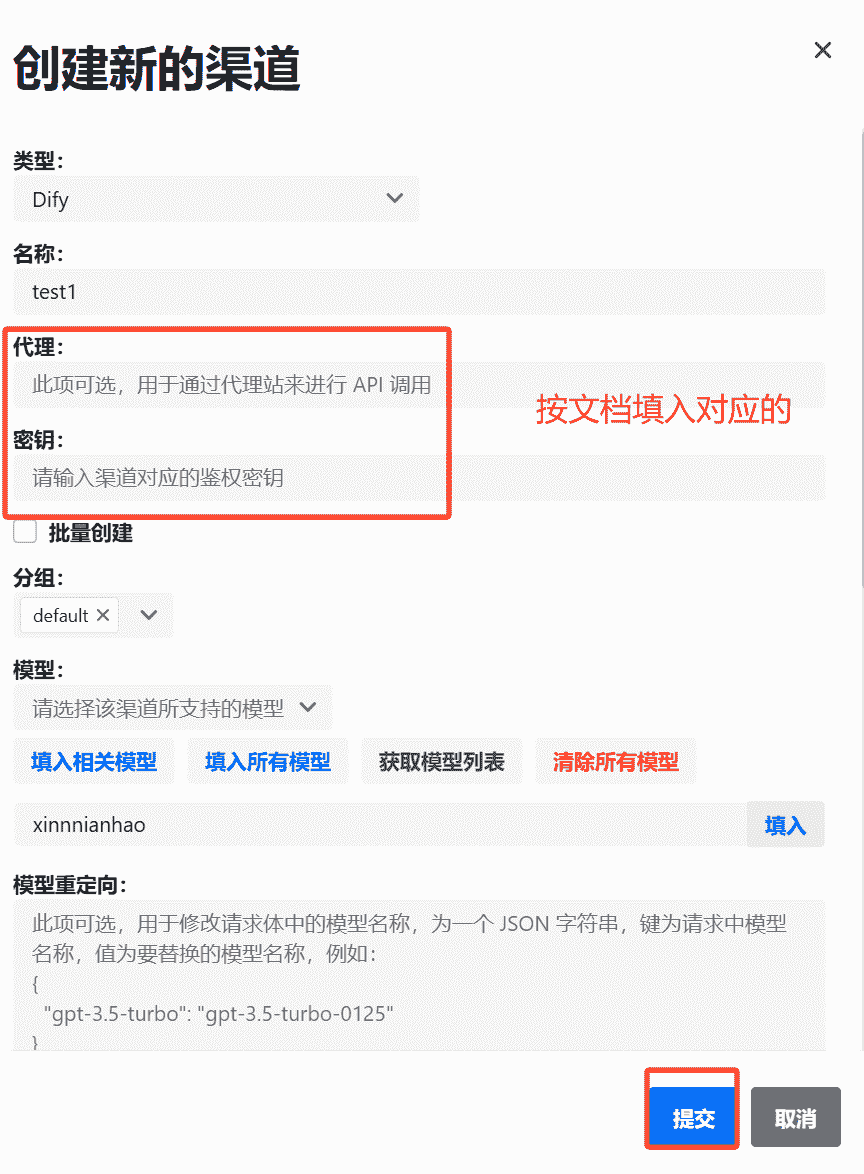 创建新的渠道
类型：
Dify
名称：
test1
代理：
此项可选，用于通过代理站来进行 API 调用
按文档填入对应的
密钥：
请输入渠道对应的鉴权密钥
批量创建
分组：
default
模型：
请选择该渠道所支持的模型
填入相关模型 填入所有模型 获取模型列表 清除所有模型
xinnnianhao 填入
模型重定向：
此项可选，用于修改请求体中的模型名称，为一个 JSON 字符串，键为请求中模型
名称，值为要替换的模型名称，例如：
{
"gpt-3.5-turbo": "gpt-3.5-turbo-0125"
}
提交 取消